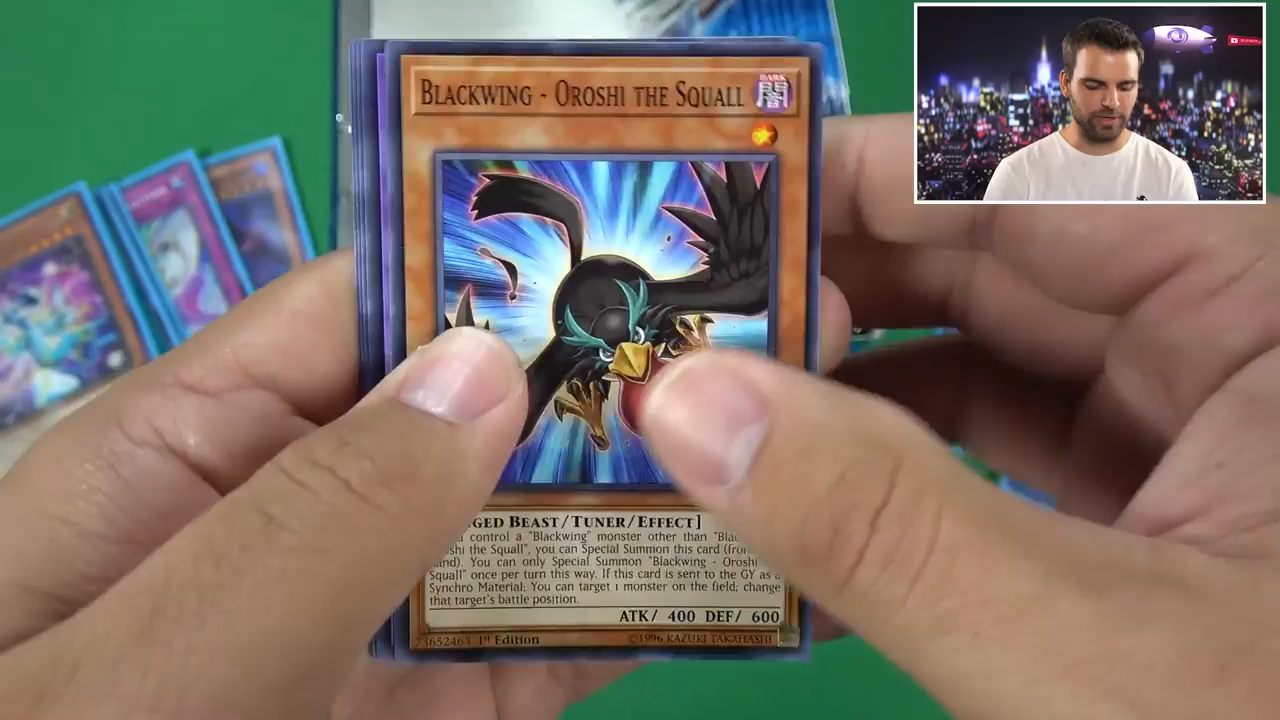 BLACKWING - OROSHI THE SQUALL
DARK
闇
GED BEAST/TUNER/EFFECT]
control a "Blackwing" monster other than
shi the Squall", you can Special Summon this card
You can only Special Summon "Blackwing - Oroshi
Squall" once per turn this way. If this card is sent to the GY as
Synchro Material: You can target 1 monster on the field; change
that target's battle position.
ATK/ 400 DEF/ 600
73652465 1st Edition ©1996 KAZUKI TAKAHASHI